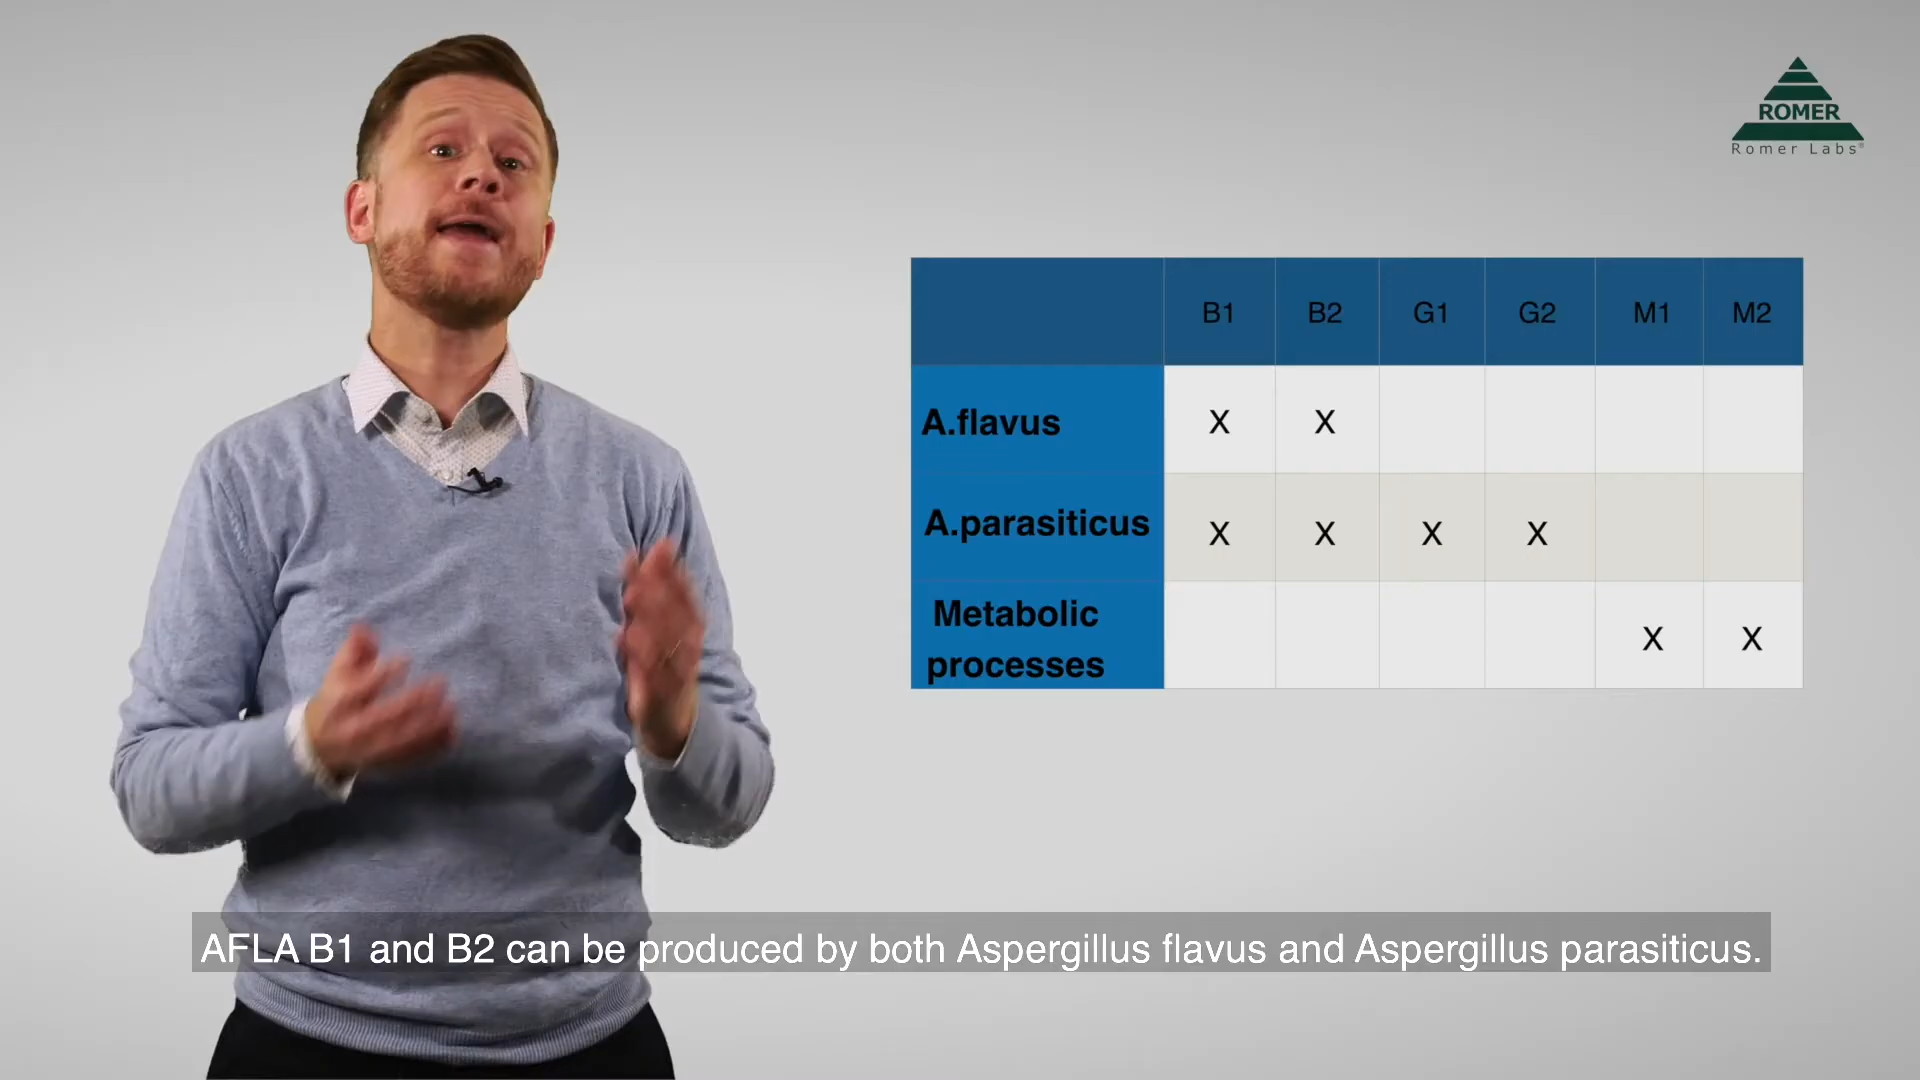 ROMER
Romer Labs®
B1 B2 G1 G2 M1 M2
A.flavus X X
A.parasiticus X X X X
Metabolic
processes X X
AFLA B1 and B2 can be produced by both Aspergillus flavus and Aspergillus parasiticus.